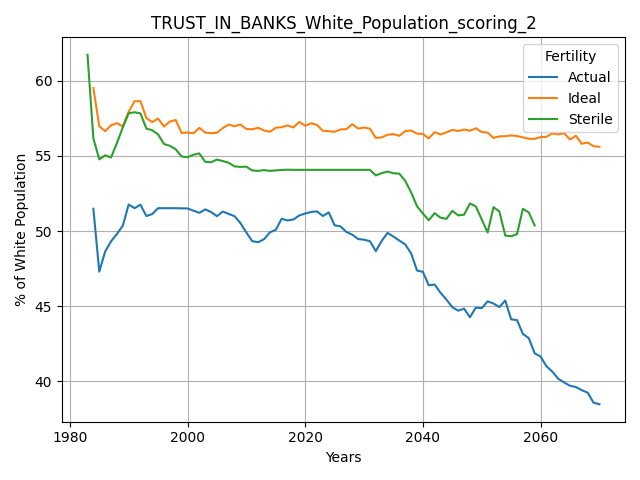 TRUST_IN_BANKS_White_Population_scoring_2
Fertility
Actual
Ideal
Sterile
% of White Population
60
55
50
45
40
1980
2000
2020
2040
2060
Years